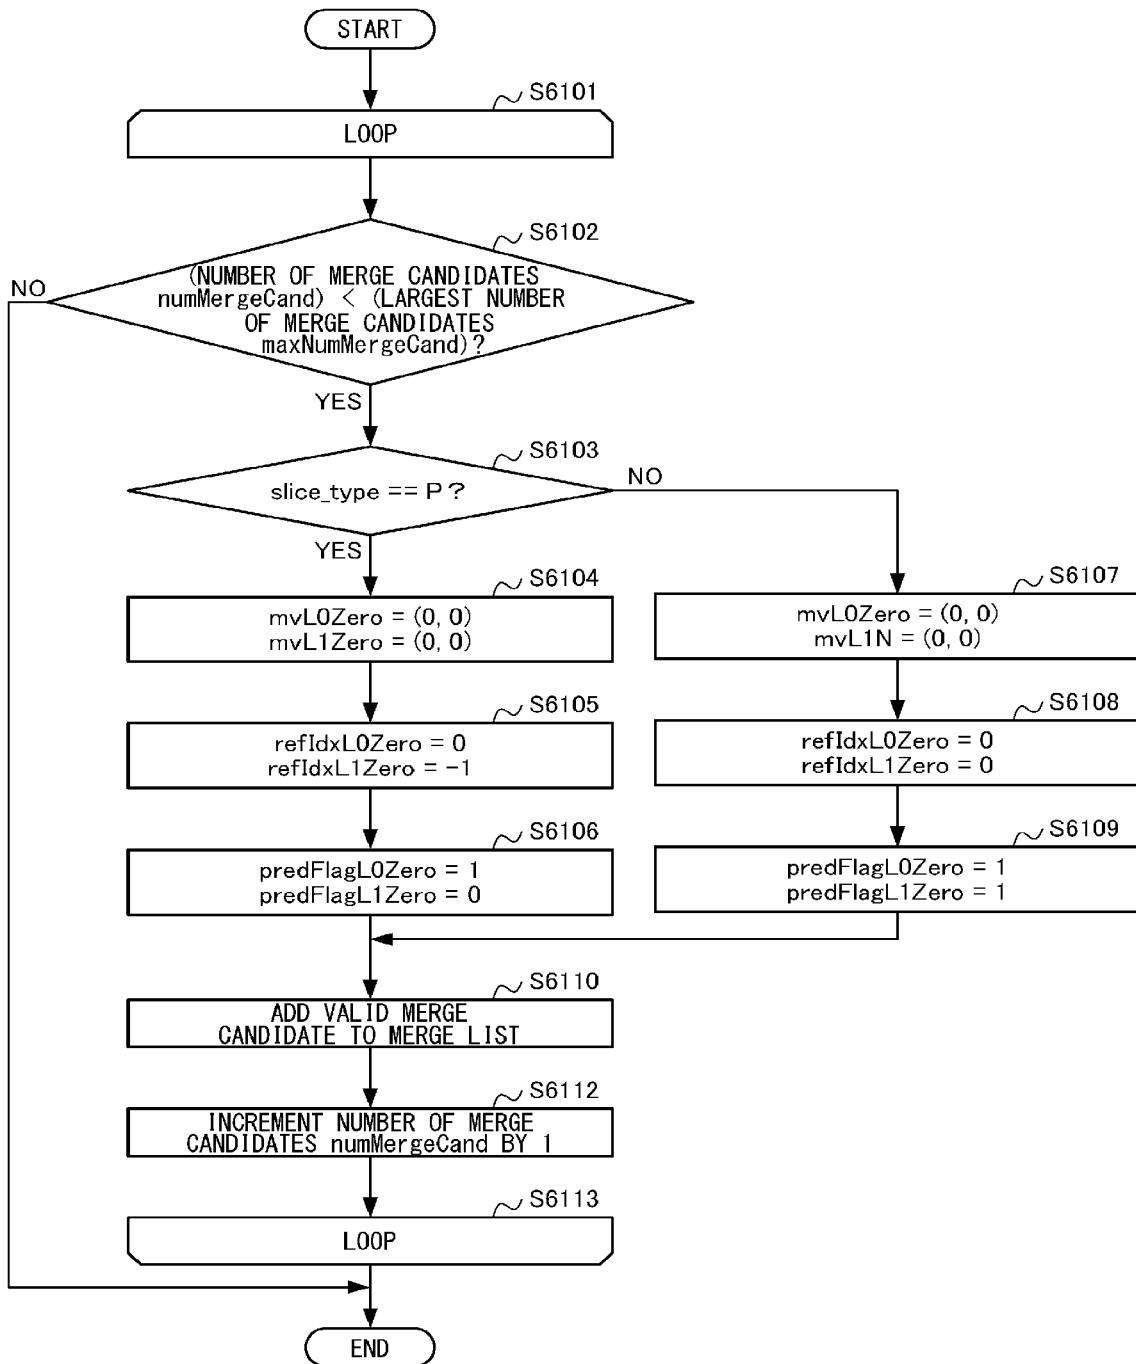 START
S6101
LOOP
S6102
(NUMBER OF MERGE CANDIDATES
numMergeCand) < (LARGEST NUMBER
OF MERGE CANDIDATES
maxNumMergeCand)?
NO
YES
S6103
slice_type == P ?
NO
YES
S6104
mvL0Zero = (0, 0)
mvL1Zero = (0, 0)
S6107
mvL0Zero = (0, 0)
mvL1N = (0, 0)
S6105
refIdxL0Zero = 0
refIdxL1Zero = -1
S6108
refIdxL0Zero = 0
refIdxL1Zero = 0
S6106
predFlagL0Zero = 1
predFlagL1Zero = 0
S6109
predFlagL0Zero = 1
predFlagL1Zero = 1
S6110
ADD VALID MERGE
CANDIDATE TO MERGE LIST
S6112
INCREMENT NUMBER OF MERGE
CANDIDATES numMergeCand BY 1
S6113
LOOP
END